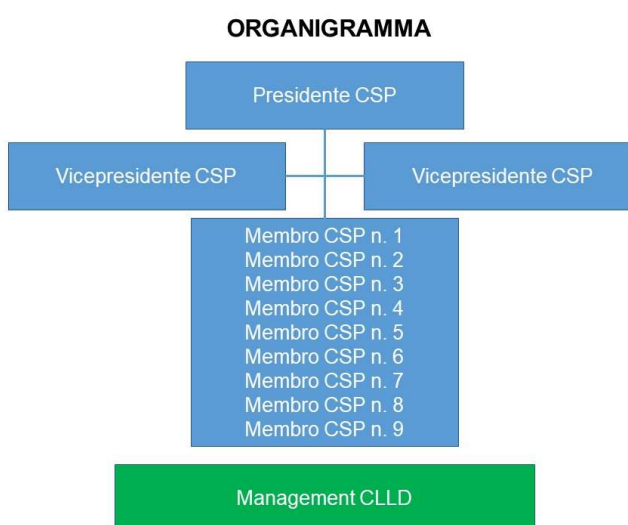 ORGANIGRAMMA
Presidente CSP
Vicepresidente CSP
Vicepresidente CSP
Membro CSP n. 1
Membro CSP n. 2
Membro CSP n. 3
Membro CSP n. 4
Membro CSP n. 5
Membro CSP n. 6
Membro CSP n. 7
Membro CSP n. 8
Membro CSP n. 9
Management CLLD